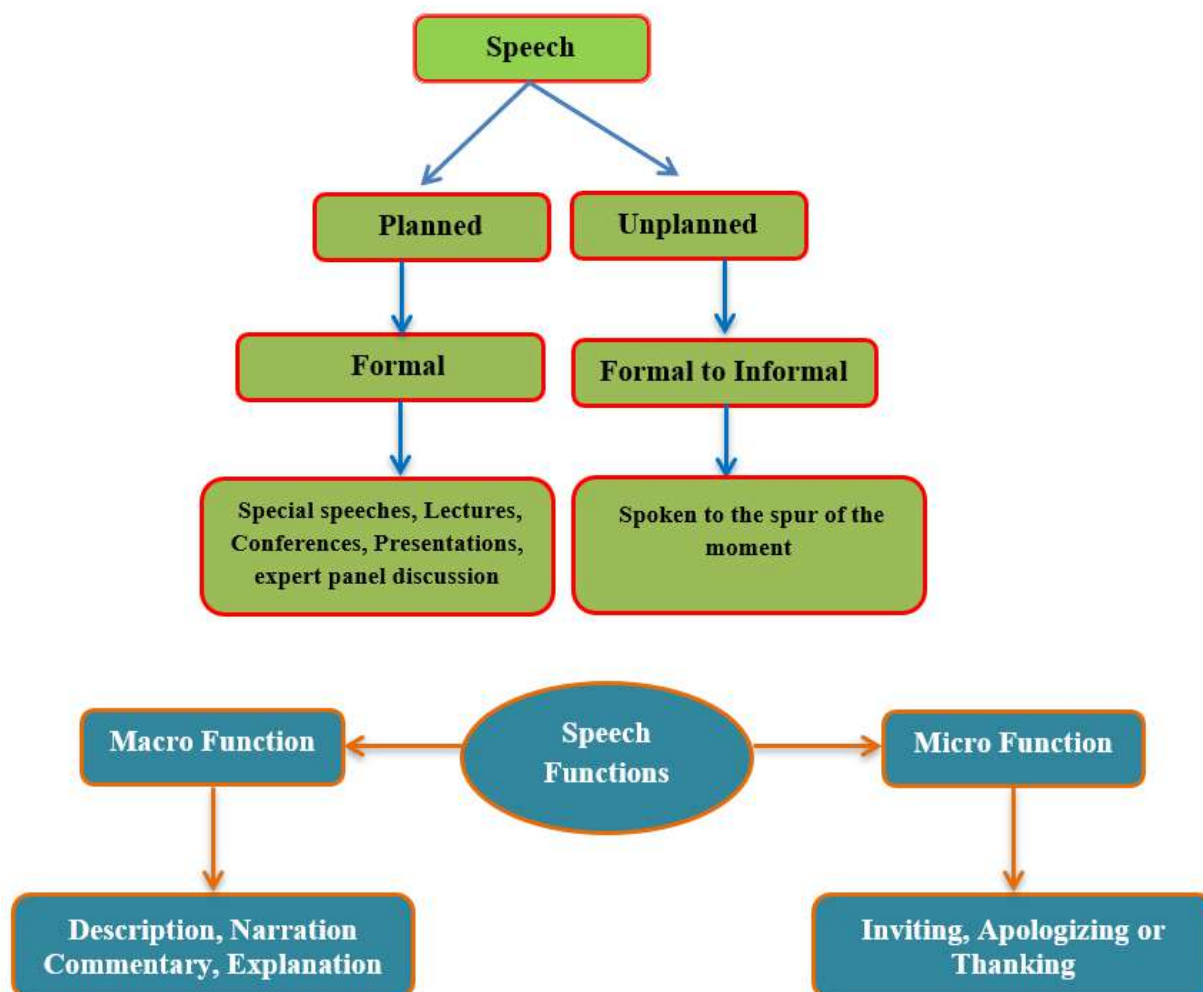 Speech
Planned
Unplanned
Formal
Formal to Informal
Special speeches, Lectures,
Conferences, Presentations,
expert panel discussion
Spoken to the spur of the
moment
Macro Function
Speech
Functions
Micro Function
Description, Narration
Commentary, Explanation
Inviting, Apologizing or
Thanking